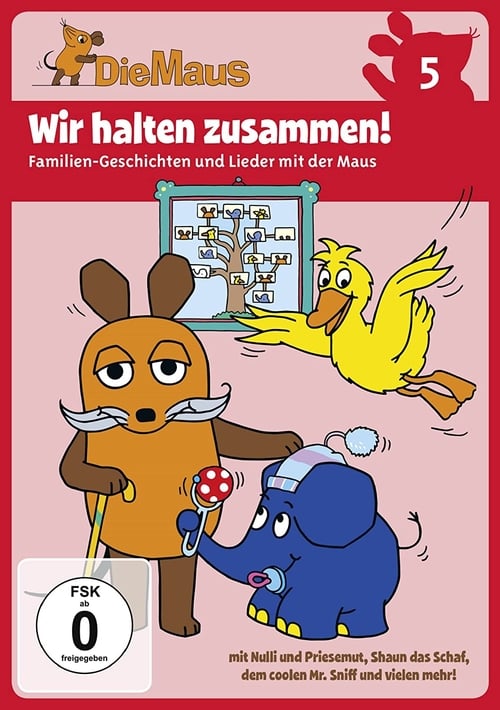 DieMaus
5
Wir halten zusammen!
Familien-Geschichten und Lieder mit der Maus
FSK
ab
0
freigegeben
mit Nulli und Priesemut, Shaun das Schaf,
dem coolen Mr. Sniff und vielen mehr!